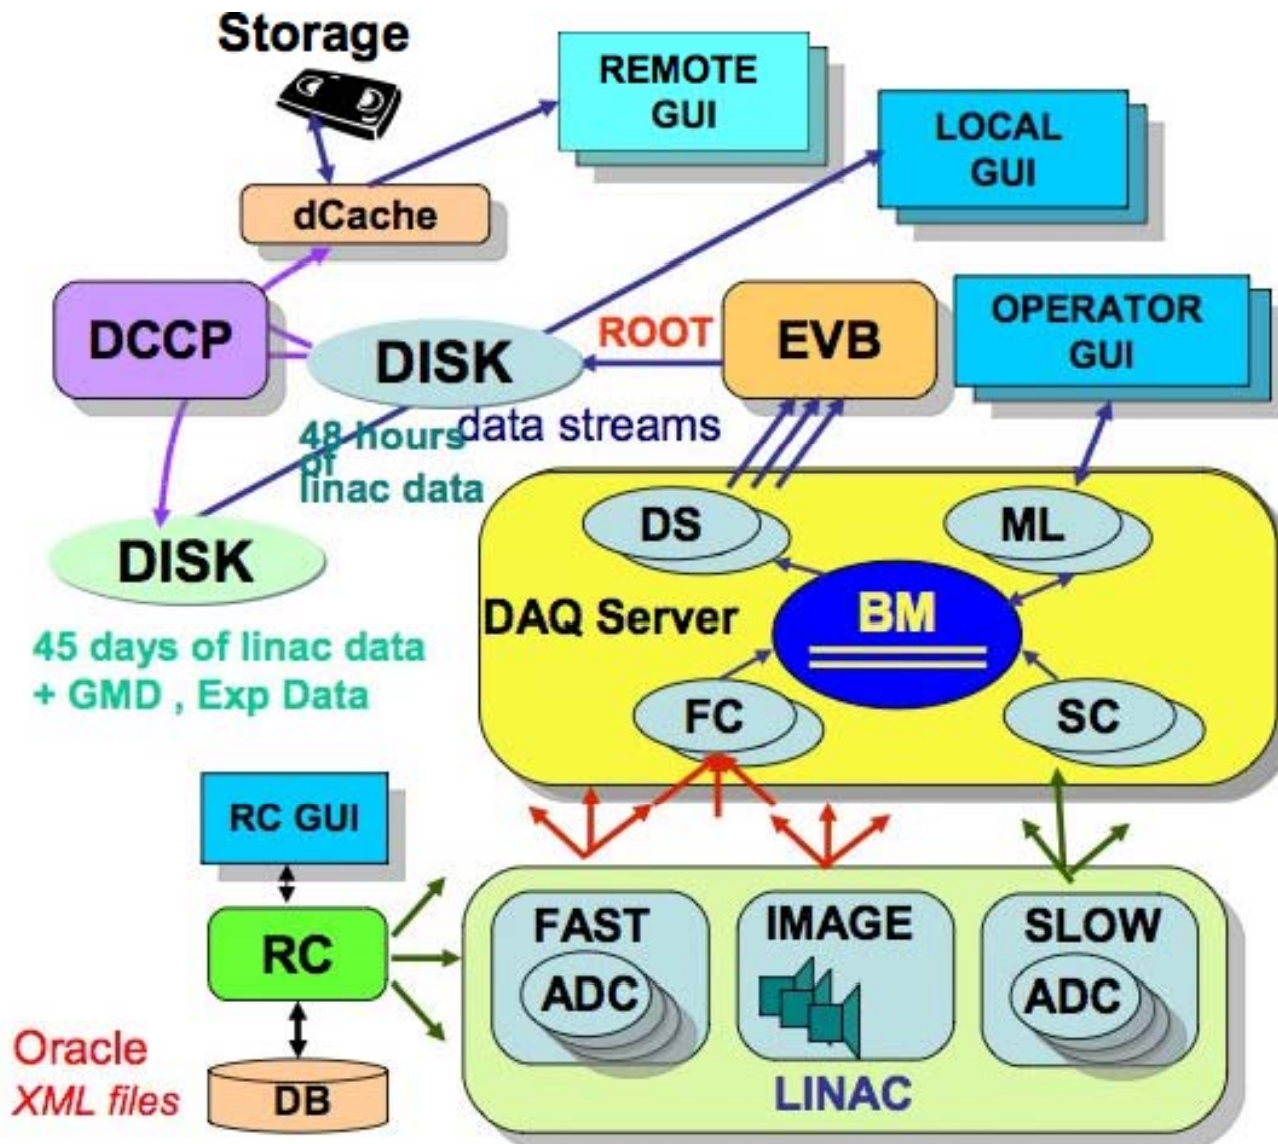 Storage
REMOTE
GUI
LOCAL
GUI
dCache
DCCP
DISK
ROOT
EVB
OPERATOR
GUI
data streams
48 hours
of
linac data
DISK
45 days of linac data
+ GMD , Exp Data
DS
ML
DAQ Server
BM
FC
SC
RC GUI
RC
Oracle
XML files
DB
FAST
ADC
IMAGE
SLOW
ADC
LINAC